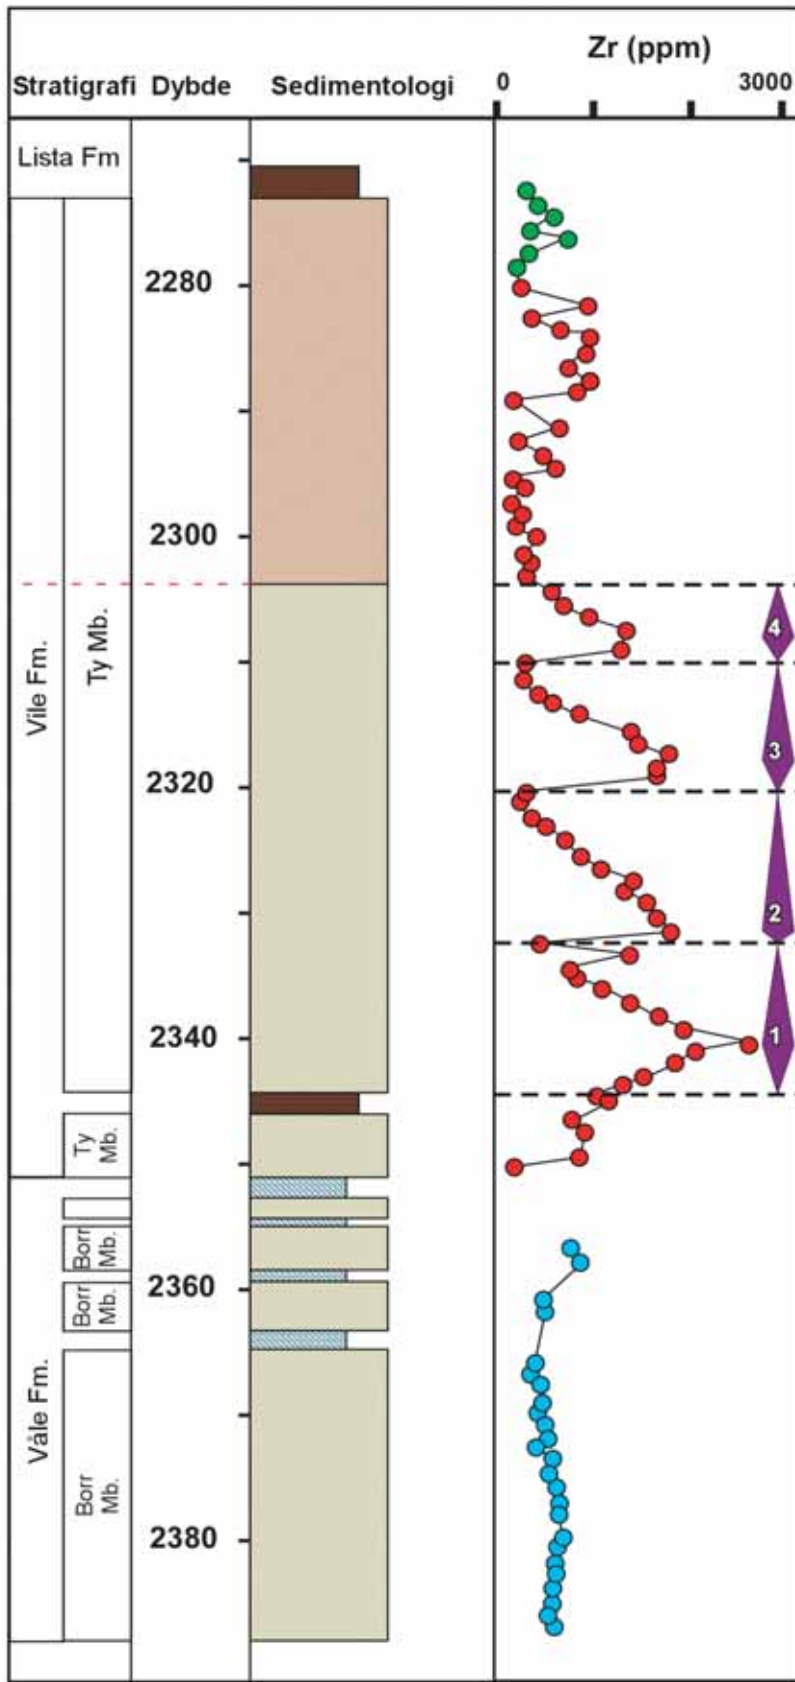 Zr (ppm)
Stratigrafi Dybde Sedimentologi 0 3000
Lista Fm
2280
2300
Ty Mb.
Vile Fm.
4
3
2320
2
1
2340
Ty
Mb.
Borr
Mb.
Borr
Mb.
2360
Våle Fm.
Borr
Mb.
2380